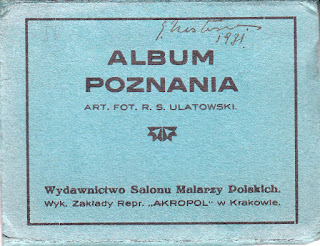 1931.
ALBUM
POZNANIA
ART. FOT. R. S. ULATOWSKI.
Wydawnictwo Salonu Malarzy Polskich.
Wyk. Zakłady Repr. „AKROPOL" w Krakowie.